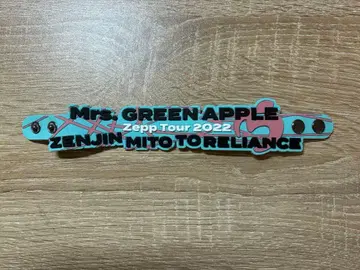 Mrs. GREEN APPLE
Zepp Tour 2022
ZENJIN MITO TO RELIANCE